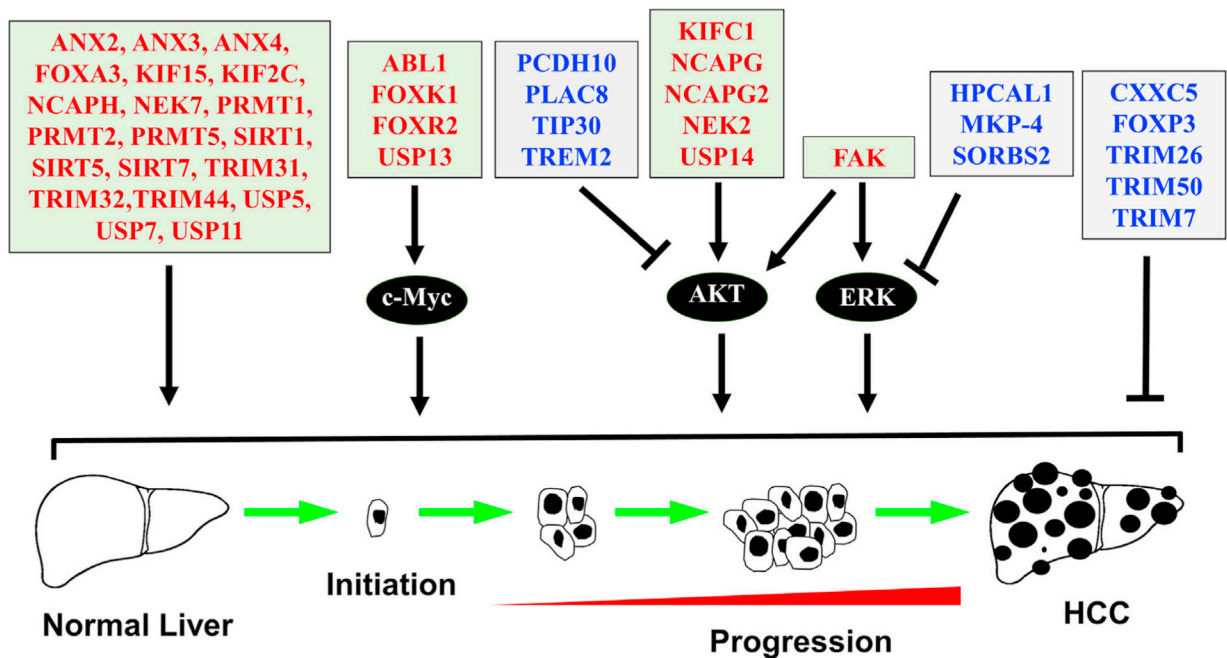 ANX2, ANX3, ANX4,
FOXA3, KIF15, KIF2C,
NCAPH, NEK7, PRMT1,
PRMT2, PRMT5, SIRT1,
SIRT5, SIRT7, TRIM31,
TRIM32,TRIM44, USP5,
USP7, USP11
ABL1
FOXK1
FOXR2
USP13
PCDH10
PLAC8
TIP30
TREM2
KIFC1
NCAPG
NCAPG2
NEK2
USP14
FAK
HPCAL1
MKP-4
SORBS2
CXXC5
FOXP3
TRIM26
TRIM50
TRIM7
c-Myc
AKT
ERK
Normal Liver
Initiation
Progression
HCC